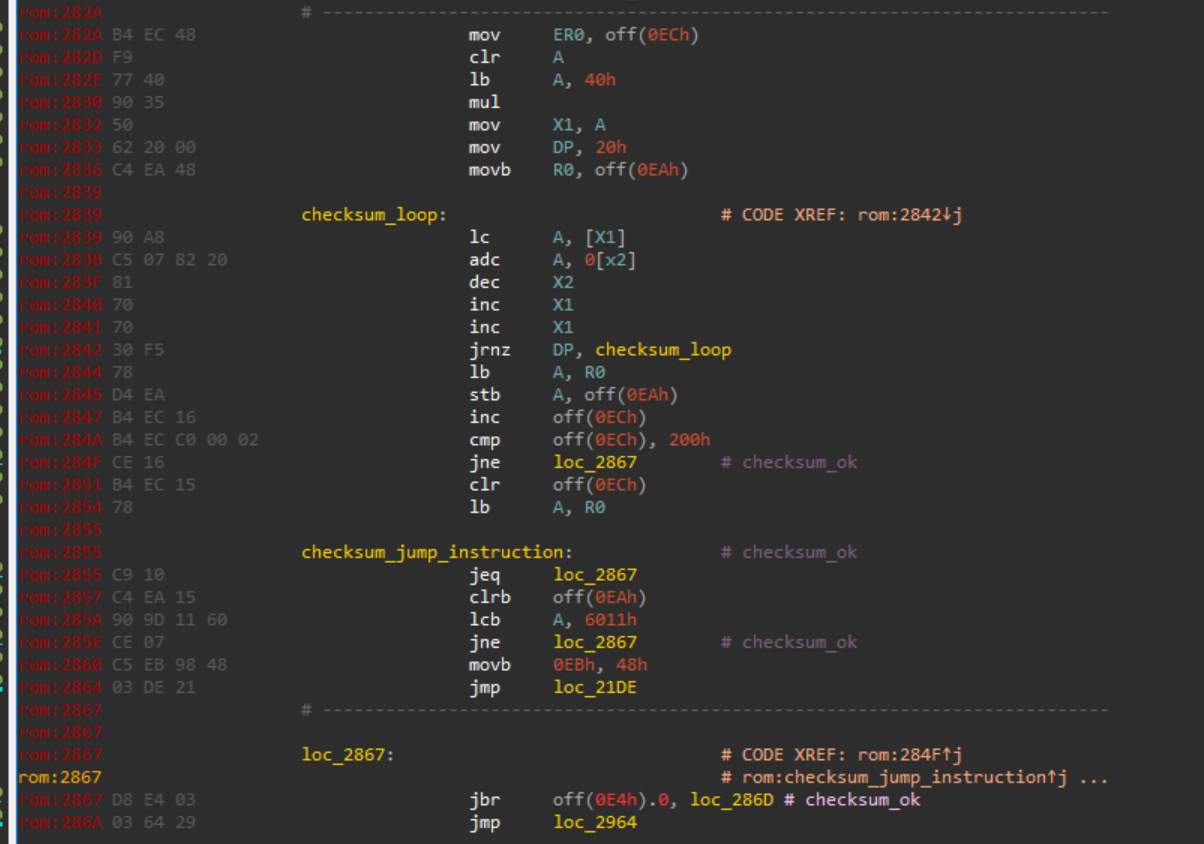 rom:282A # ------------------------------------------------------------------------------
rom:282A B4 EC 48 mov ER0, off(0ECh)
rom:282D F9 clr A
rom:282E 77 40 lb A, 40h
rom:2830 90 35 mul
rom:2832 50 mov X1, A
rom:2833 62 20 00 mov DP, 20h
rom:2836 C4 EA 48 movb R0, off(0EAh)
rom:2839
rom:2839 checksum_loop: # CODE XREF: rom:2842↓j
rom:2839 90 A8 lc A, [X1]
rom:283B C5 07 82 20 adc A, 0[x2]
rom:283F 81 dec X2
rom:2840 70 inc X1
rom:2841 70 inc X1
rom:2842 30 F5 jrnz DP, checksum_loop
rom:2844 78 lb A, R0
rom:2845 D4 EA stb A, off(0EAh)
rom:2847 B4 EC 16 inc off(0ECh)
rom:284A B4 EC C0 00 02 cmp off(0ECh), 200h
rom:284F CE 16 jne loc_2867 # checksum_ok
rom:2851 B4 EC 15 clr off(0ECh)
rom:2854 78 lb A, R0
rom:2855
rom:2855 checksum_jump_instruction: # checksum_ok
rom:2855 C9 10 jeq loc_2867
rom:2857 C4 EA 15 clrb off(0EAh)
rom:285A 90 9D 11 60 lcb A, 6011h
rom:285E CE 07 jne loc_2867 # checksum_ok
rom:2860 C5 EB 98 48 movb 0EBh, 48h
rom:2864 03 DE 21 jmp loc_21DE
rom:2867 # ------------------------------------------------------------------------------
rom:2867
rom:2867 loc_2867: # CODE XREF: rom:284F↑j
rom:2867 # rom:checksum_jump_instruction↑j ...
rom:2867 D8 E4 03 jbr off(0E4h).0, loc_286D # checksum_ok
rom:286A 03 64 29 jmp loc_2964